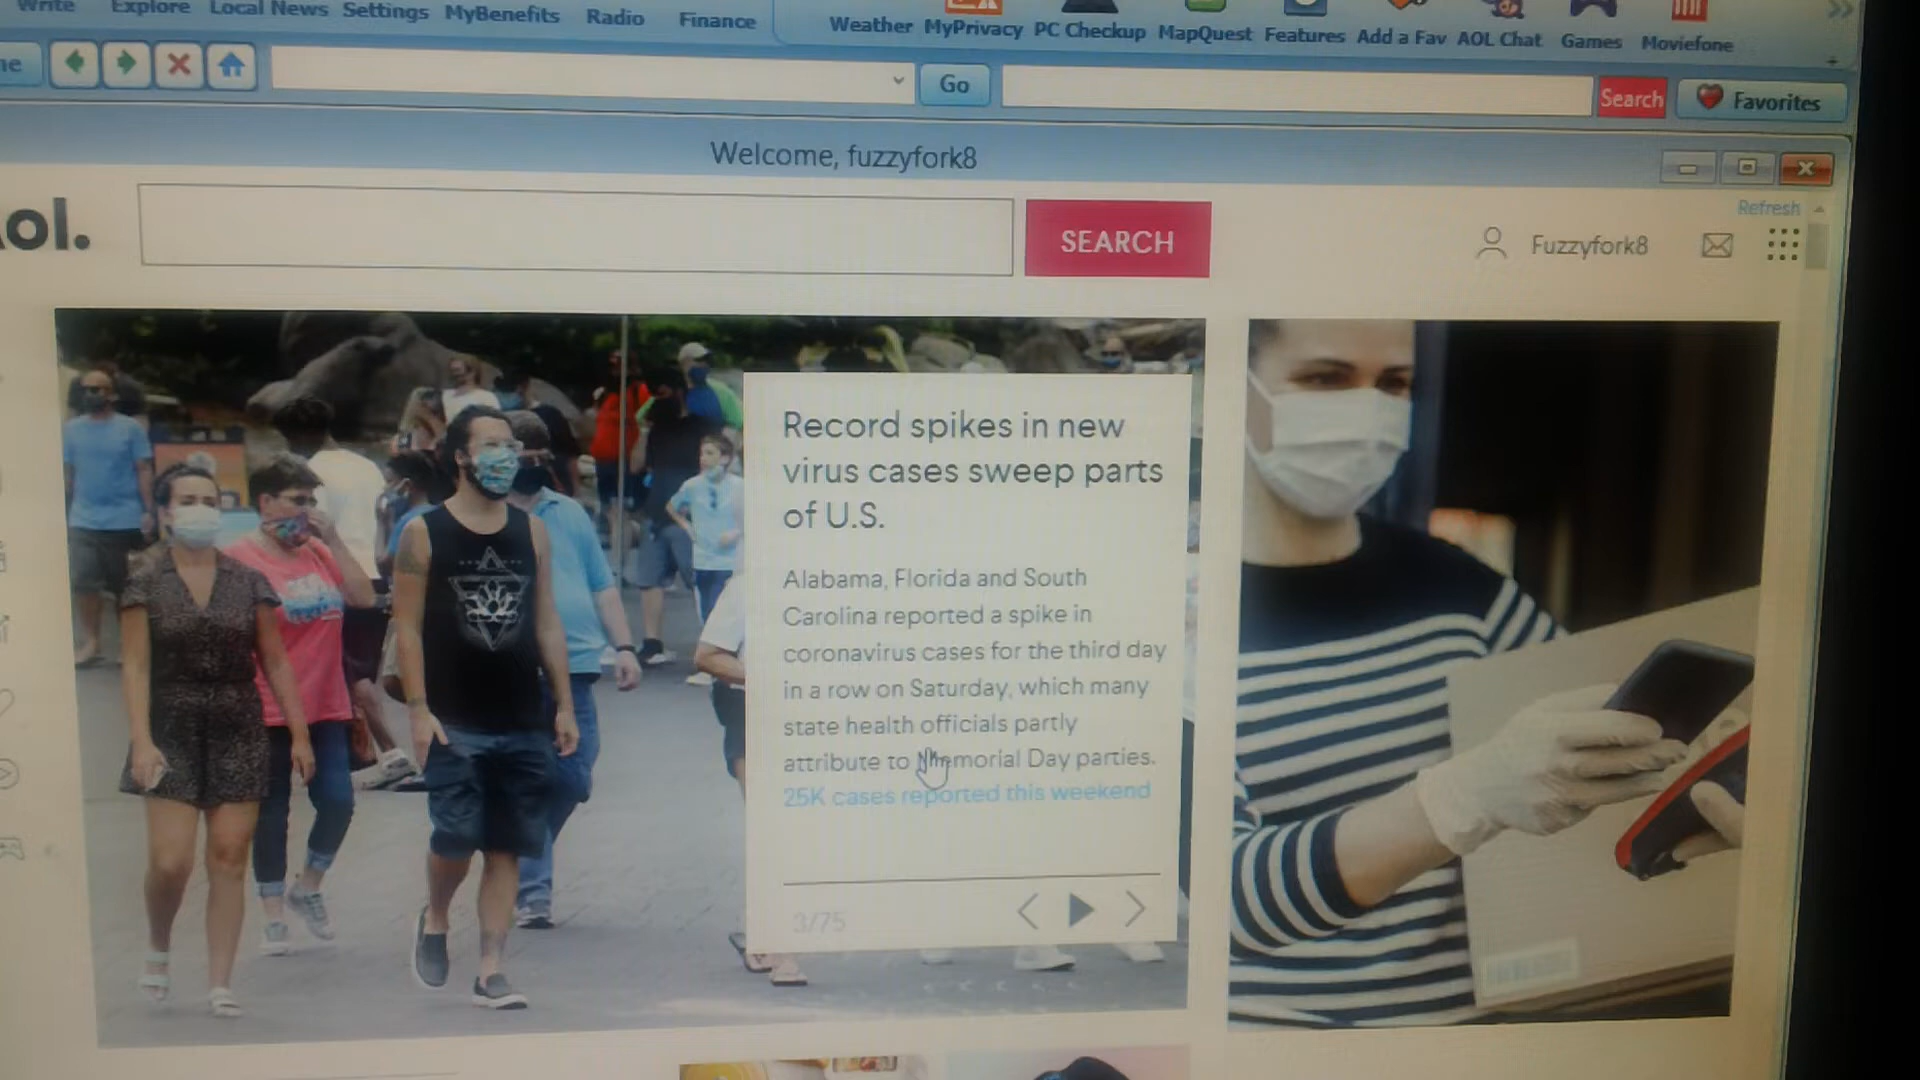 Write Explore Local News Settings MyBenefits Radio Finance
Weather MyPrivacy PC Checkup MapQuest Features Add a Fav AOL Chat Games Moviefone
Go
Search
Favorites
Welcome, fuzzyfork8
Refresh
ol.
SEARCH
Fuzzyfork8
Record spikes in new
virus cases sweep parts
of U.S.
Alabama, Florida and South
Carolina reported a spike in
coronavirus cases for the third day
in a row on Saturday, which many
state health officials partly
attribute to Memorial Day parties.
25K cases reported this weekend
3/75